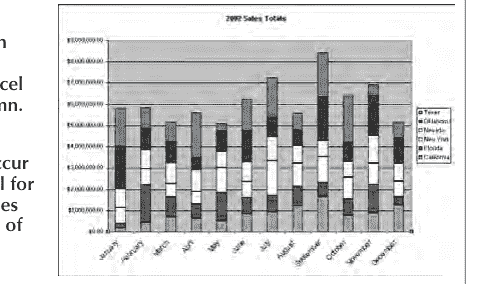 n
cel
mn.
ccur
l for
es
of
2002 Sales Totals
$9,000,000.00
$8,000,000.00
$7,000,000.00
$6,000,000.00
$5,000,000.00
$4,000,000.00
$3,000,000.00
$2,000,000.00
$1,000,000.00
$0.00
January
February
March
April
May
June
July
August
September
October
November
December
Texas
Oklahoma
Nevada
New York
Florida
California